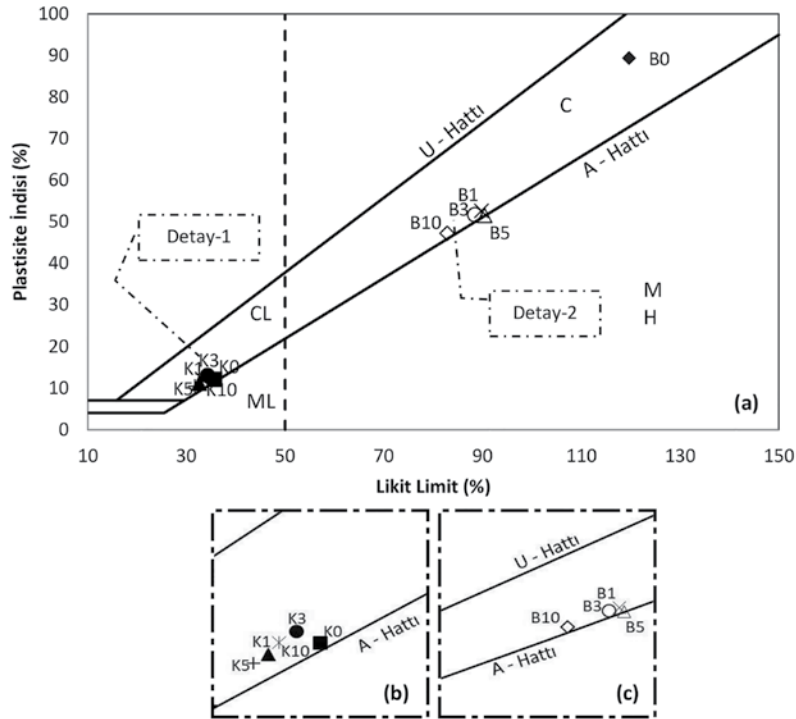 Plastisite İndisi (%)
100
90
80
70
60
50
40
30
20
10
0
B0
U - Hattı
C
A - Hattı
B1
B3
B10
B5
Detay-1
Detay-2
M
H
CL
K3
K1
K0
K5
K10
ML
(a)
10 30 50 70 90 110 130 150
Likit Limit (%)
K3
K1
K0
K10
K5
A - Hattı
(b)
U - Hattı
B1
B3
B10
B5
A - Hattı
(c)